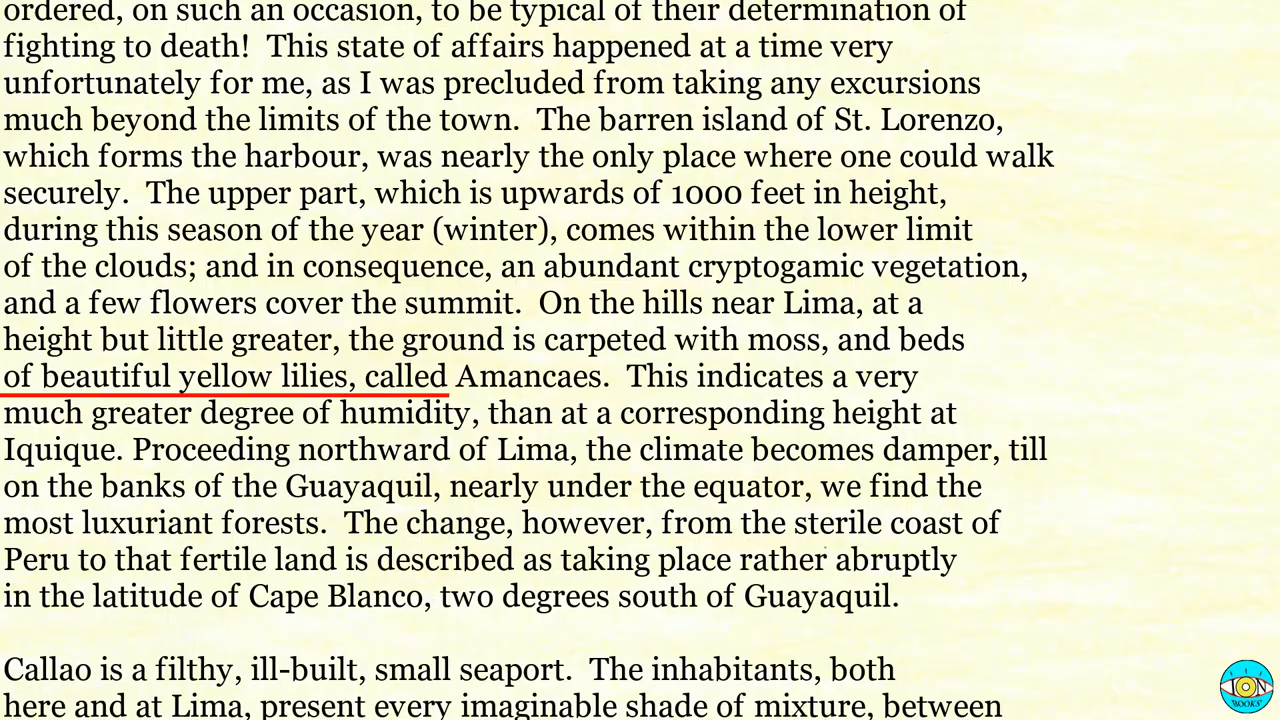 ordered, on such an occasion, to be typical of their determination of
fighting to death!  This state of affairs happened at a time very
unfortunately for me, as I was precluded from taking any excursions
much beyond the limits of the town.  The barren island of St. Lorenzo,
which forms the harbour, was nearly the only place where one could walk
securely.  The upper part, which is upwards of 1000 feet in height,
during this season of the year (winter), comes within the lower limit
of the clouds; and in consequence, an abundant cryptogamic vegetation,
and a few flowers cover the summit.  On the hills near Lima, at a
height but little greater, the ground is carpeted with moss, and beds
of beautiful yellow lilies, called Amancaes.  This indicates a very
much greater degree of humidity, than at a corresponding height at
Iquique. Proceeding northward of Lima, the climate becomes damper, till
on the banks of the Guayaquil, nearly under the equator, we find the
most luxuriant forests.  The change, however, from the sterile coast of
Peru to that fertile land is described as taking place rather abruptly
in the latitude of Cape Blanco, two degrees south of Guayaquil.
Callao is a filthy, ill-built, small seaport.  The inhabitants, both
here and at Lima, present every imaginable shade of mixture, between
ION
BOOKS